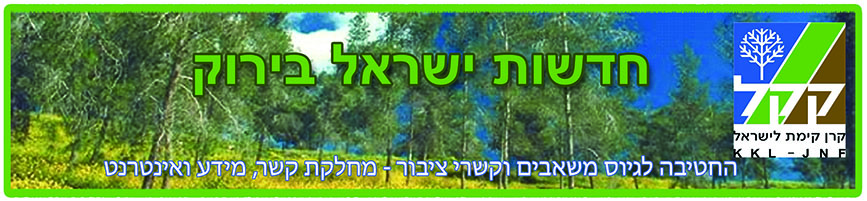 חדשות ישראל בירוק
קקל
קרן קימת לישראל
KKL-JNF
החטיבה לגיוס משאבים וקשרי ציבור - מחלקת קשר, מידע ואינטרנט